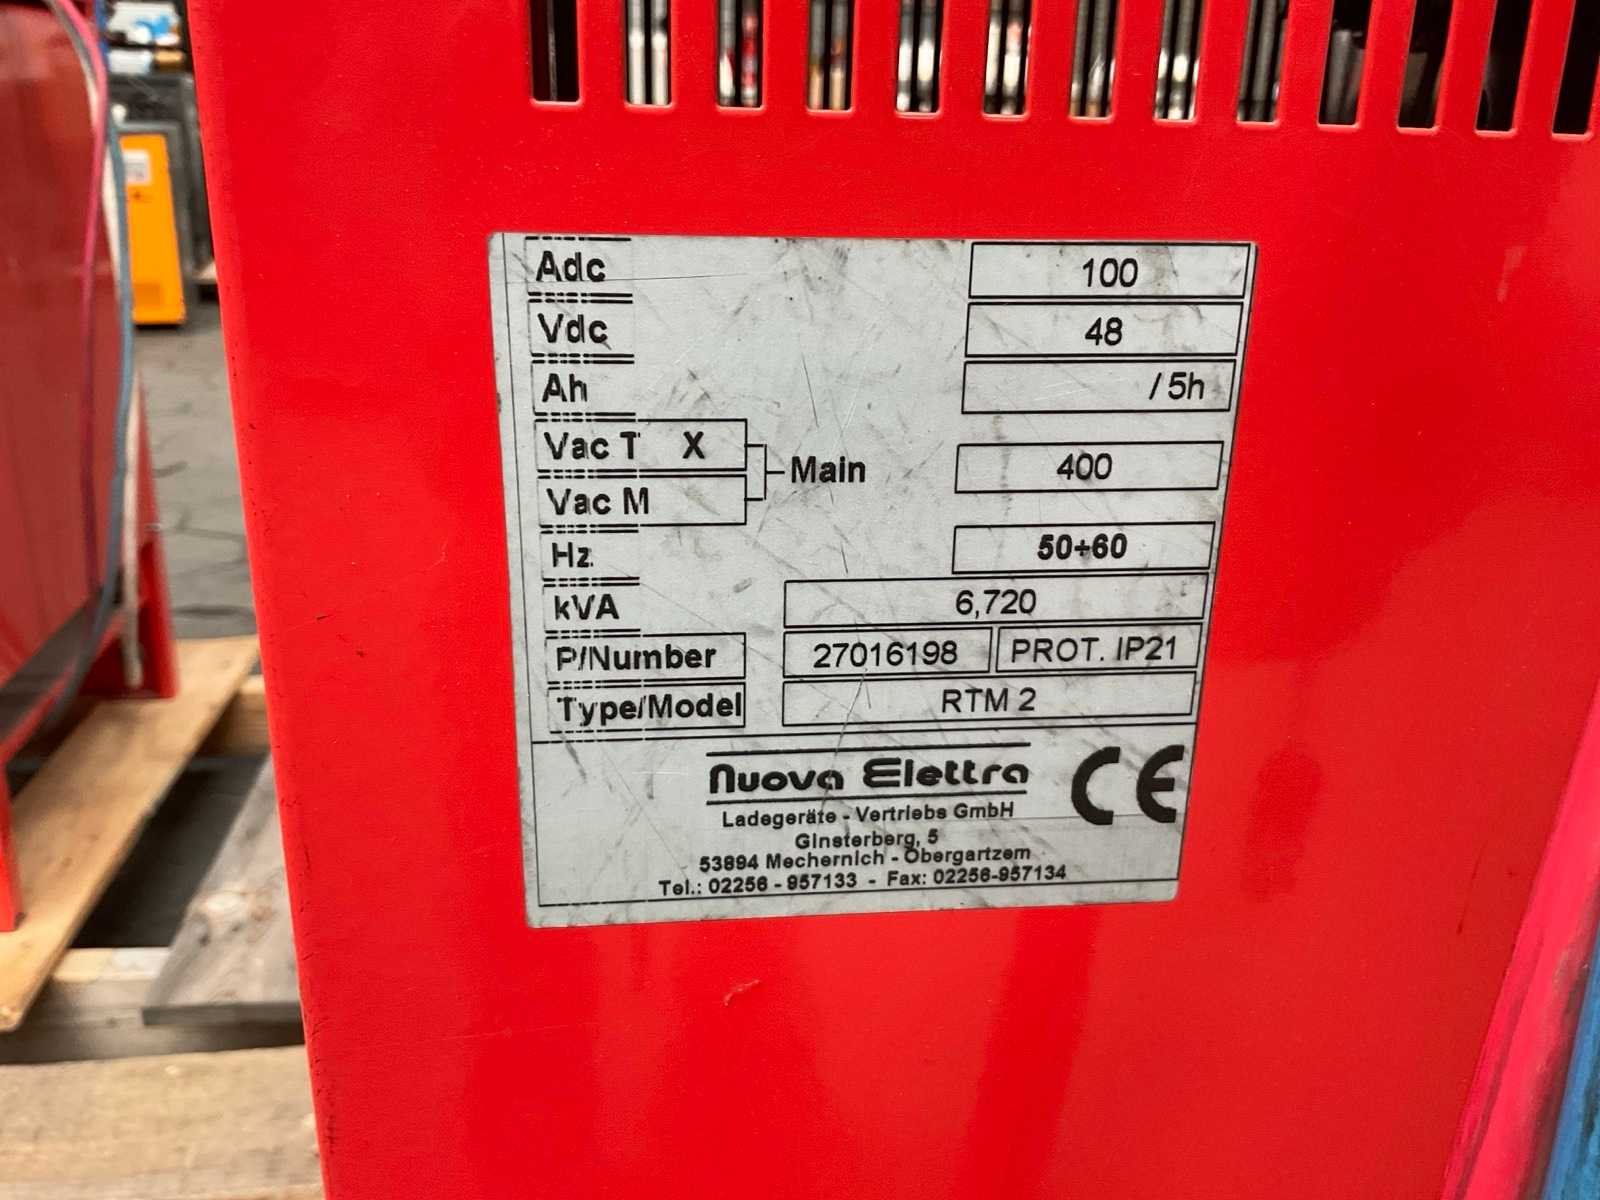 Adc 100
Vdc 48
Ah / 5h
Vac T X
Main 400
Vac M
Hz 50÷60
kVA 6,720
P/Number 27016198 PROT. IP21
Type/Model RTM 2
Nuova Elettra CE
Ladegeräte - Vertriebs GmbH
Ginsterberg, 5
53894 Mechernich - Obergartzem
Tel.: 02256 - 957133 - Fax: 02256-957134